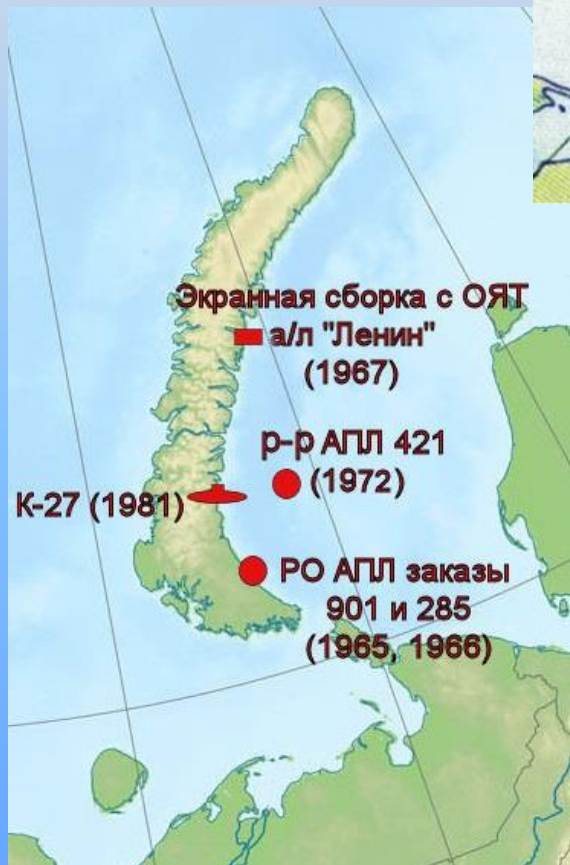 Экранная сборка с ОЯТ
а/л "Ленин"
(1967)
р-р АПЛ 421
(1972)
К-27 (1981)
РО АПЛ заказы
901 и 285
(1965, 1966)